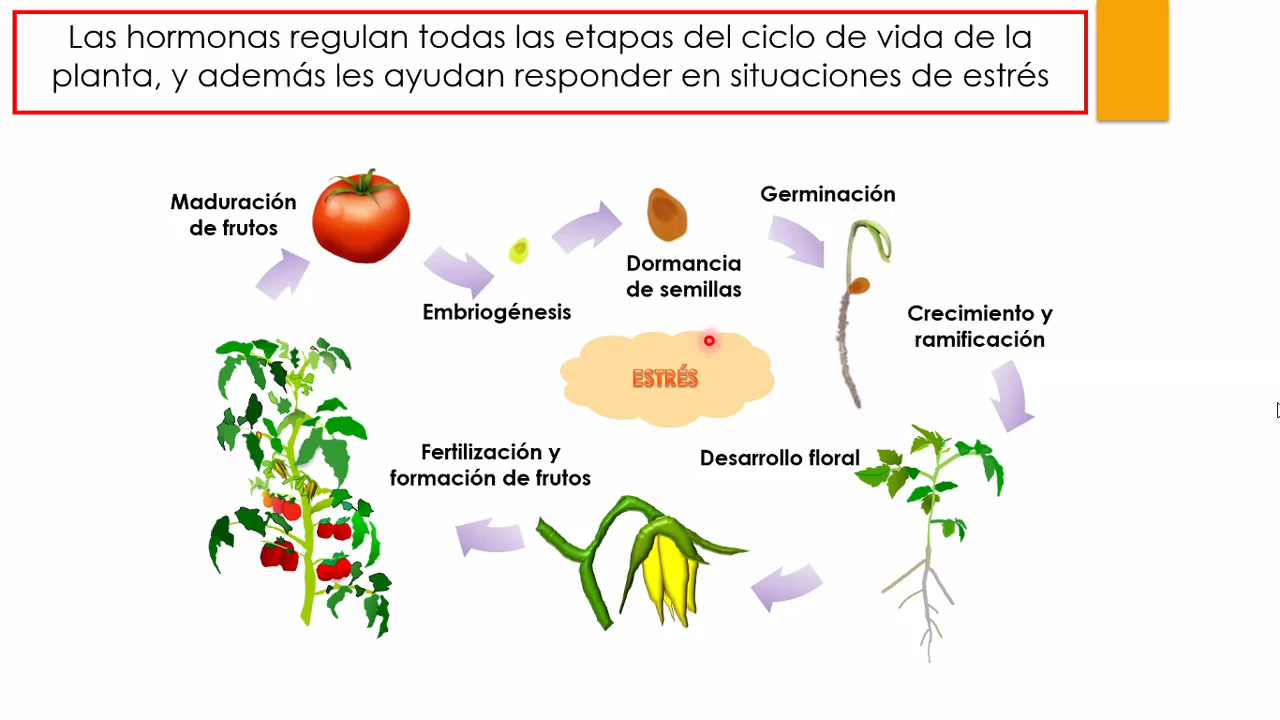 Las hormonas regulan todas las etapas del ciclo de vida de la
planta, y además les ayudan responder en situaciones de estrés
Maduración
de frutos
Embriogénesis
Dormancia
de semillas
Germinación
Crecimiento y
ramificación
ESTRÉS
Desarrollo floral
Fertilización y
formación de frutos